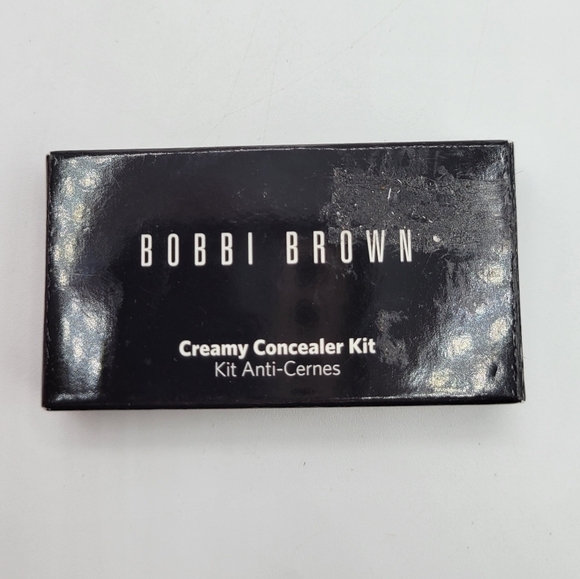 BOBBI BROWN
Creamy Concealer Kit
Kit Anti-Cernes